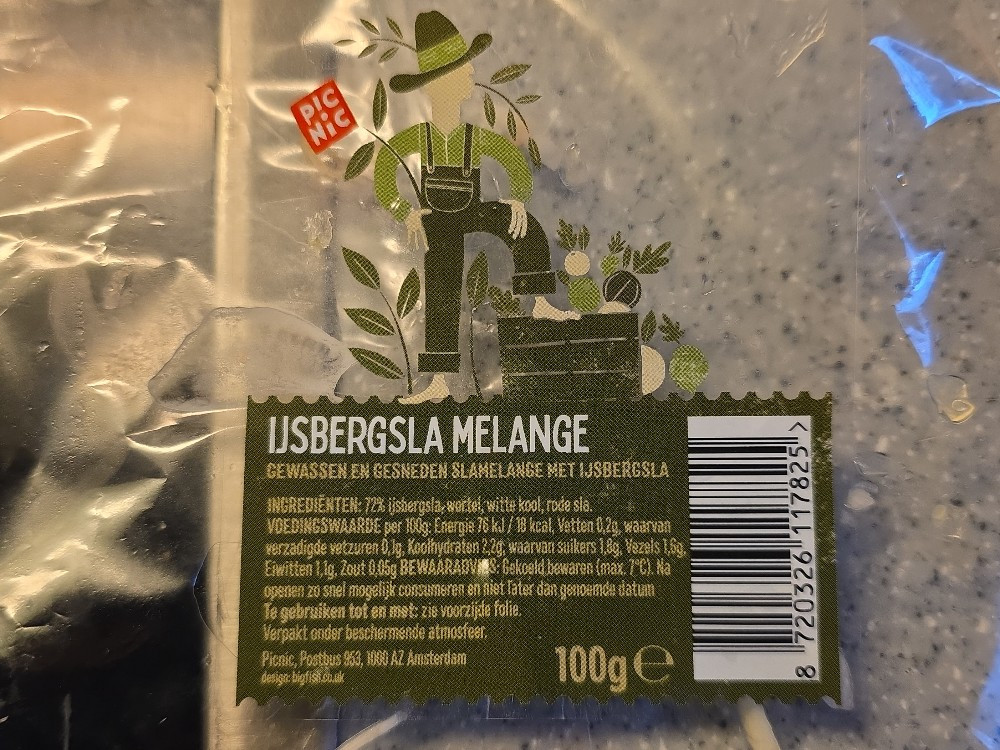 PIC
NIC
IJSBERGSLA MELANGE
GEWASSEN EN GESNEDEN SLAMELANGE MET IJSBERGSLA
INGREDIËNTEN: 72% ijsbergsla, wortel, witte kool, rode sla.
VOEDINGSWAARDE per 100g: Energie 76 kJ / 18 kcal, Vetten 0,2g, waarvan
verzadigde vetzuren 0,1g, Koolhydraten 2,2g, waarvan suikers 1,8g, Vezels 1,6g,
Eiwitten 1,1g, Zout 0,05g BEWAARADVIES: Gekoeld bewaren (max. 7°C). Na
openen zo snel mogelijk consumeren en niet later dan genoemde datum
Te gebruiken tot en met: zie voorzijde folie.
Verpakt onder beschermende atmosfeer.
Picnic, Postbus 953, 1000 AZ Amsterdam
design: bigfish.co.uk
100g ℮
8 720326 117825 >